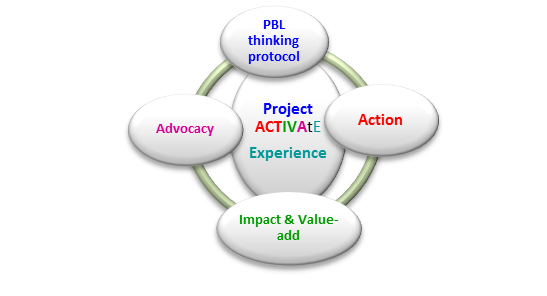 PBL
thinking
protocol
Project
ACTIVAtE
Experience
Advocacy
Action
Impact & Value-
add